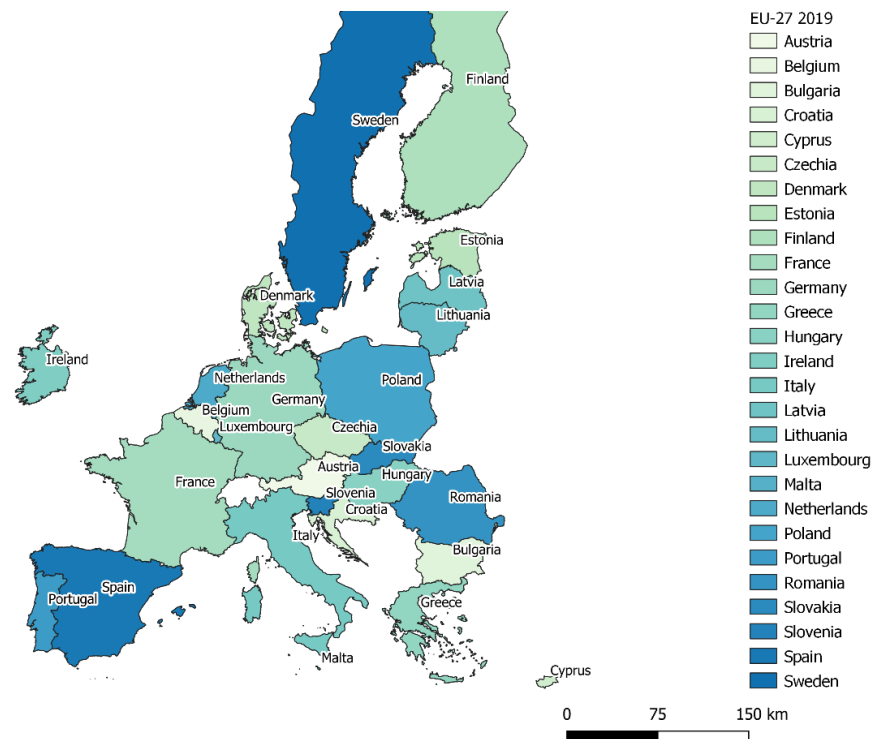 EU-27 2019
Austria
Belgium
Bulgaria
Croatia
Cyprus
Czechia
Denmark
Estonia
Finland
France
Germany
Greece
Hungary
Ireland
Italy
Latvia
Lithuania
Luxembourg
Malta
Netherlands
Poland
Portugal
Romania
Slovakia
Slovenia
Spain
Sweden
Finland
Sweden
Estonia
Latvia
Denmark
Lithuania
Ireland
Netherlands
Poland
Germany
Belgium
Luxembourg
Czechia
Slovakia
Austria
Hungary
France
Slovenia
Romania
Croatia
Italy
Bulgaria
Spain
Portugal
Greece
Malta
Cyprus
0 75 150 km